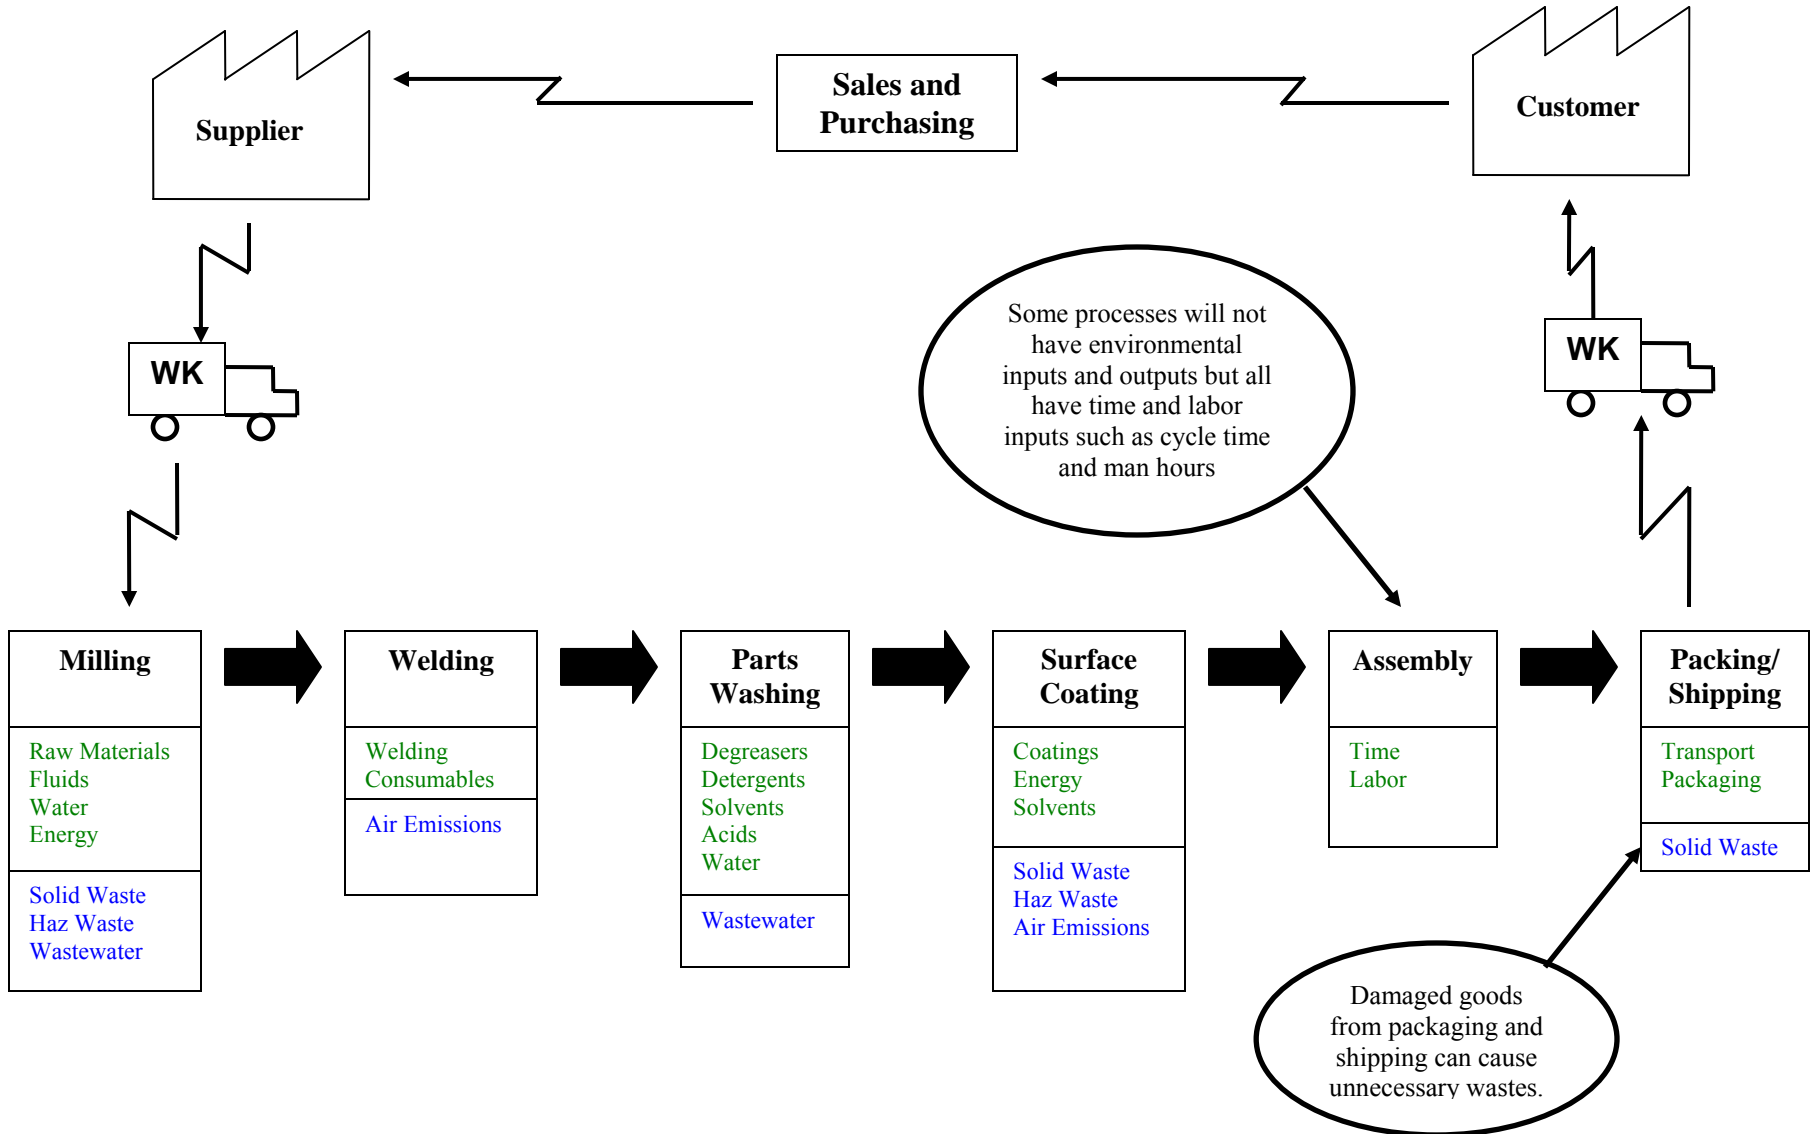 Supplier
Sales and
Purchasing
Customer
WK
Some processes will not
have environmental
inputs and outputs but all
have time and labor
inputs such as cycle time
and man hours
WK
Milling
Raw Materials
Fluids
Water
Energy
Solid Waste
Haz Waste
Wastewater
Welding
Welding
Consumables
Air Emissions
Parts
Washing
Degreasers
Detergents
Solvents
Acids
Water
Wastewater
Surface
Coating
Coatings
Energy
Solvents
Solid Waste
Haz Waste
Air Emissions
Assembly
Time
Labor
Packing/
Shipping
Transport
Packaging
Solid Waste
Damaged goods
from packaging and
shipping can cause
unnecessary wastes.